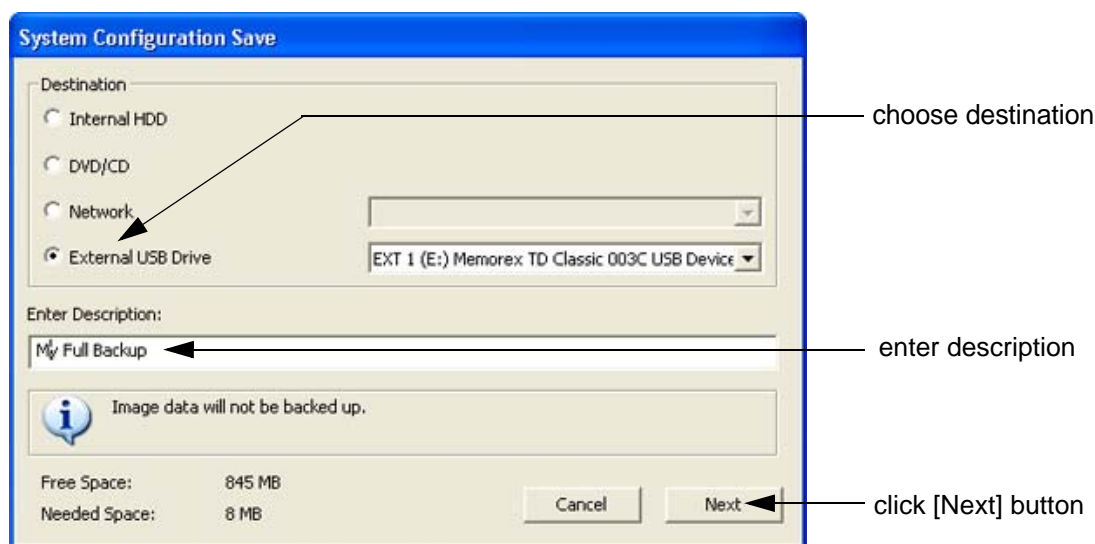 System Configuration Save
Destination
Internal HDD
choose destination
DVD/CD
Network
External USB Drive
EXT 1 (E:) Memorex TD Classic 003C USB Device
Enter Description:
My Full Backup
enter description
Image data will not be backed up.
Free Space: 845 MB
Needed Space: 8 MB
Cancel
Next
click [Next] button